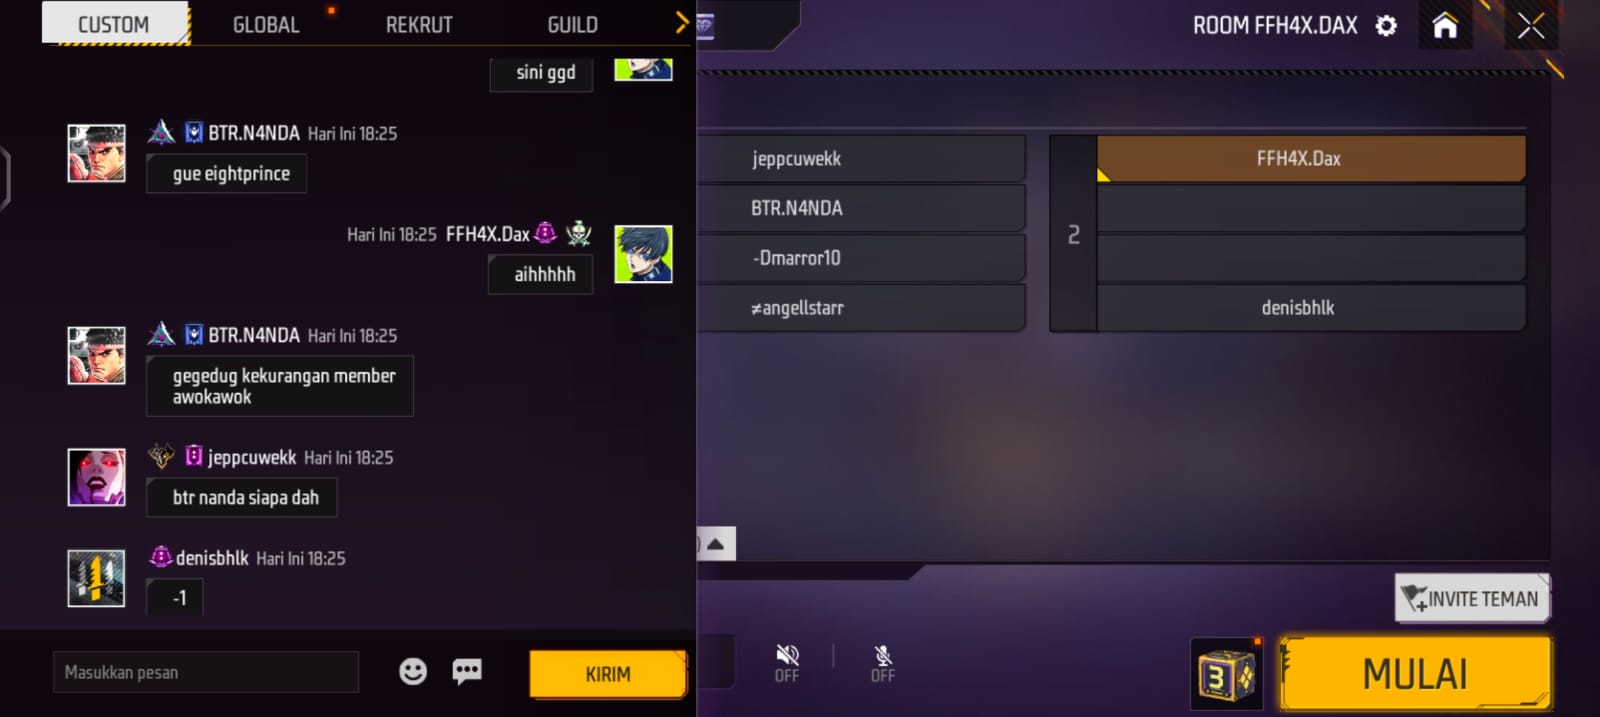 CUSTOM
GLOBAL
REKRUT
GUILD
ROOM FFH4X.DAX
sini ggd
BTR.N4NDA Hari Ini 18:25
gue eightprince
Hari Ini 18:25 FFH4X.Dax
aihhhhh
BTR.N4NDA Hari Ini 18:25
gegedug kekurangan member
awokawok
jeppcuwekk Hari Ini 18:25
btr nanda siapa dah
denisbhlk Hari Ini 18:25
-1
Masukkan pesan
KIRIM
jeppcuwekk
BTR.N4NDA
-Dmarror10
≠angellstarr
2
FFH4X.Dax
denisbhlk
INVITE TEMAN
OFF
OFF
3
MULAI